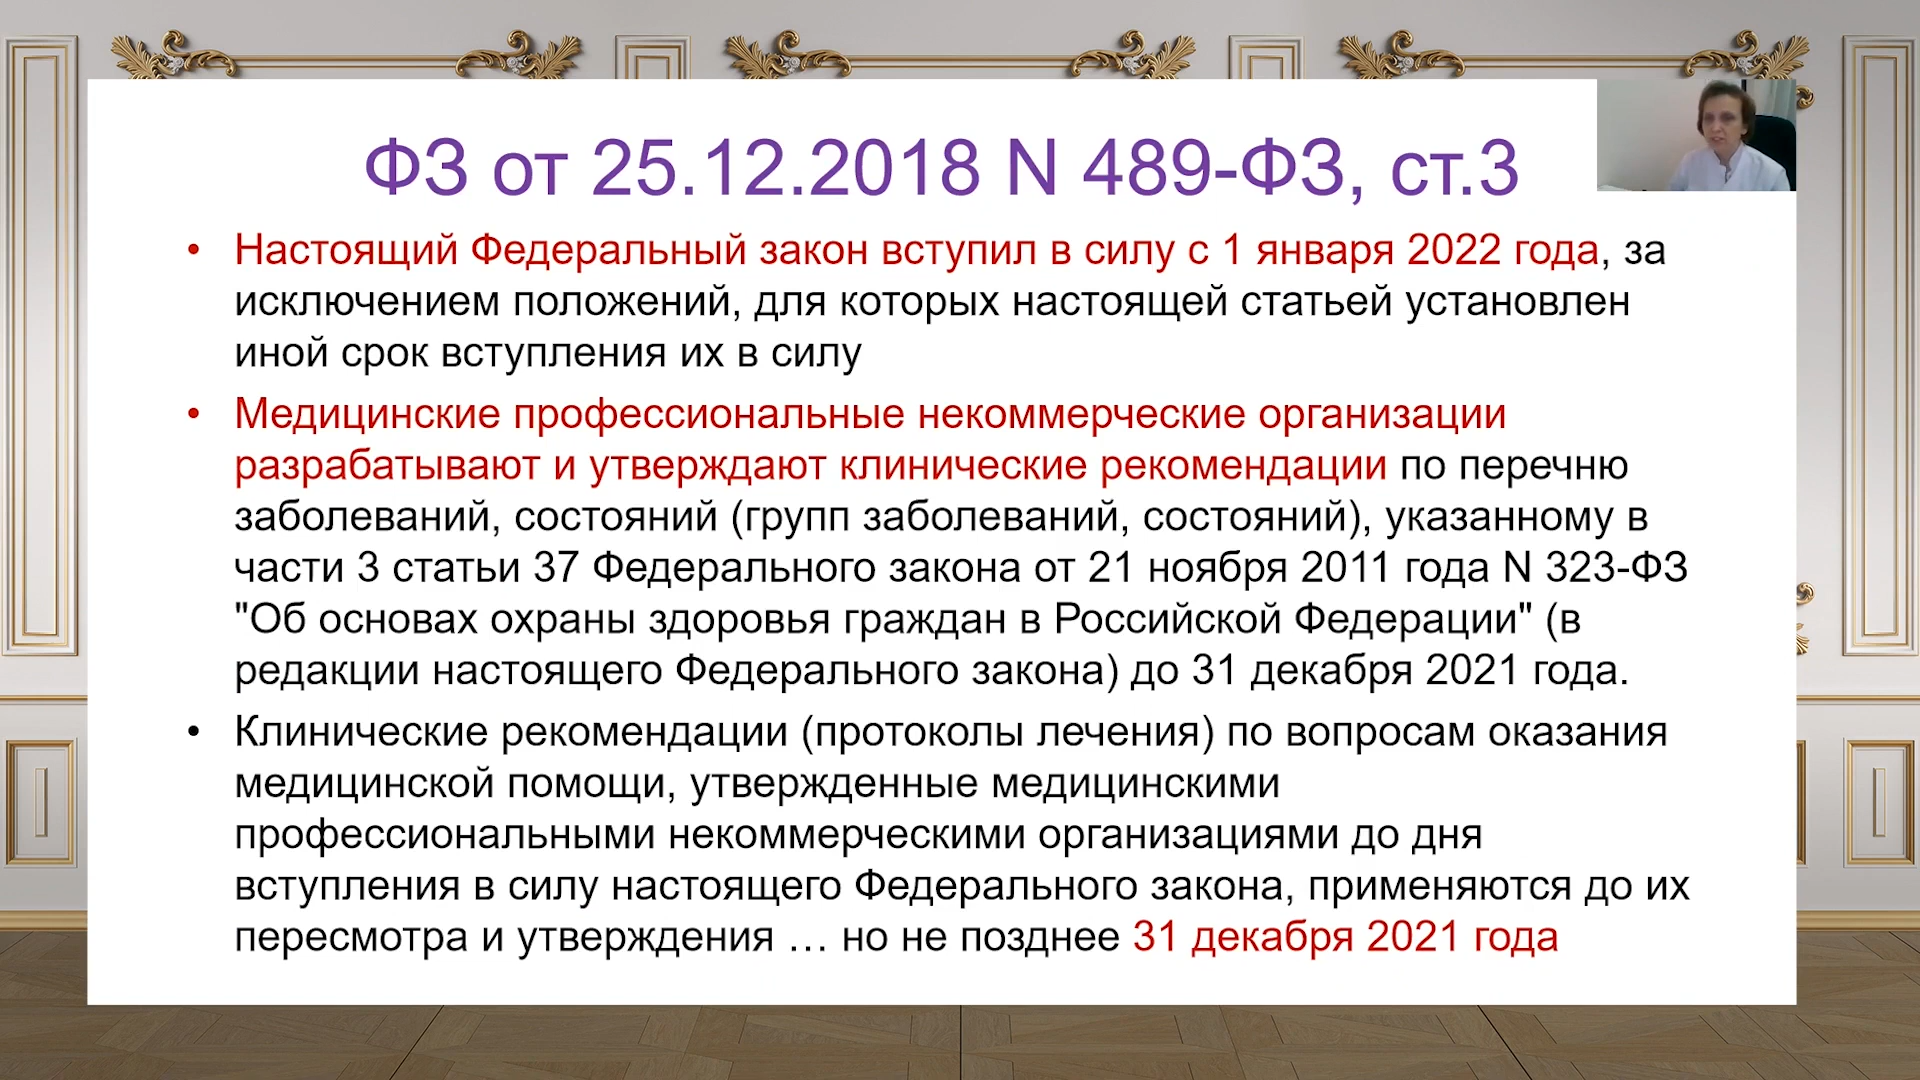 ФЗ от 25.12.2018 N 489-ФЗ, ст.3
• Настоящий Федеральный закон вступил в силу с 1 января 2022 года, за
исключением положений, для которых настоящей статьей установлен
иной срок вступления их в силу
• Медицинские профессиональные некоммерческие организации
разрабатывают и утверждают клинические рекомендации по перечню
заболеваний, состояний (групп заболеваний, состояний), указанному в
части 3 статьи 37 Федерального закона от 21 ноября 2011 года N 323-ФЗ
"Об основах охраны здоровья граждан в Российской Федерации" (в
редакции настоящего Федерального закона) до 31 декабря 2021 года.
• Клинические рекомендации (протоколы лечения) по вопросам оказания
медицинской помощи, утвержденные медицинскими
профессиональными некоммерческими организациями до дня
вступления в силу настоящего Федерального закона, применяются до их
пересмотра и утверждения … но не позднее 31 декабря 2021 года